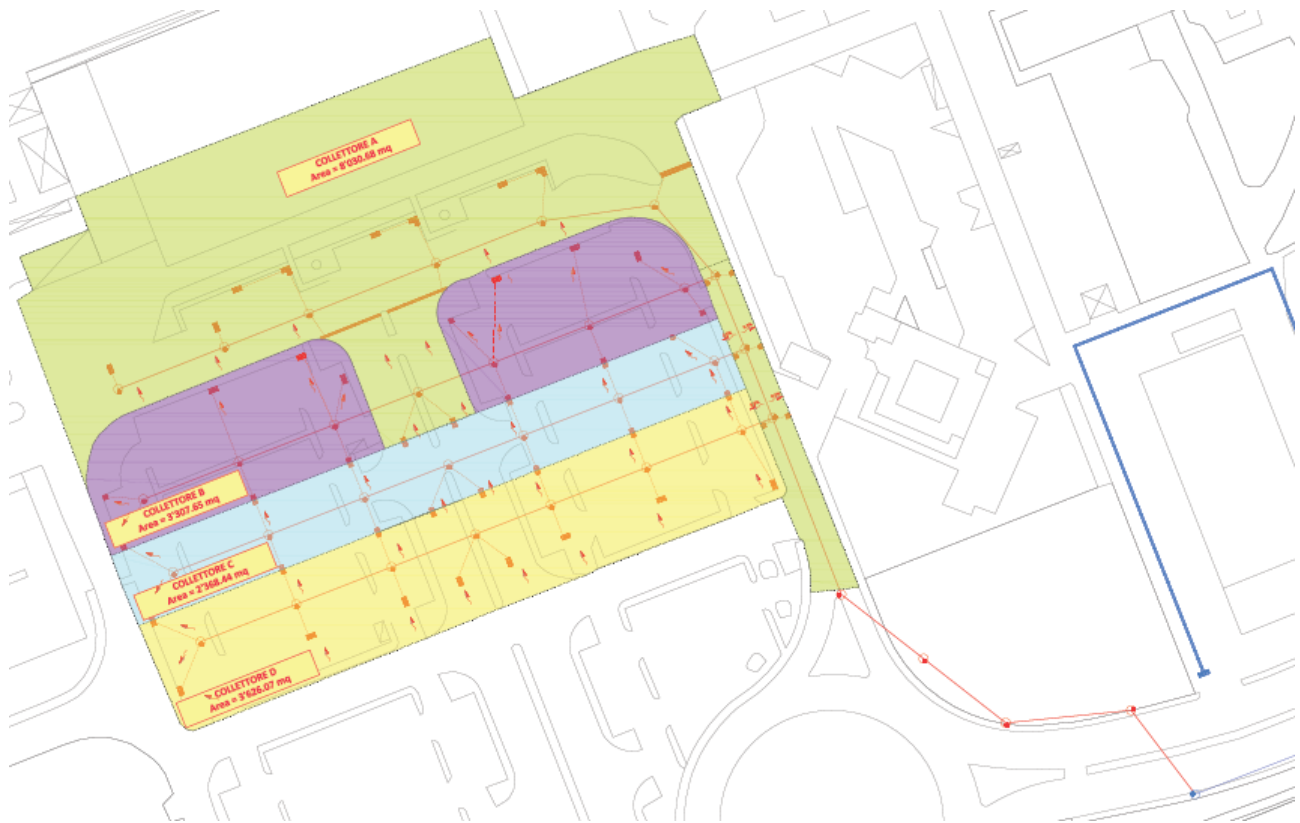 COLLETTORE A
Area = 8'030.68 mq
COLLETTORE B
Area = 3'307.65 mq
COLLETTORE C
Area = 2'368.44 mq
COLLETTORE D
Area = 3'626.07 mq